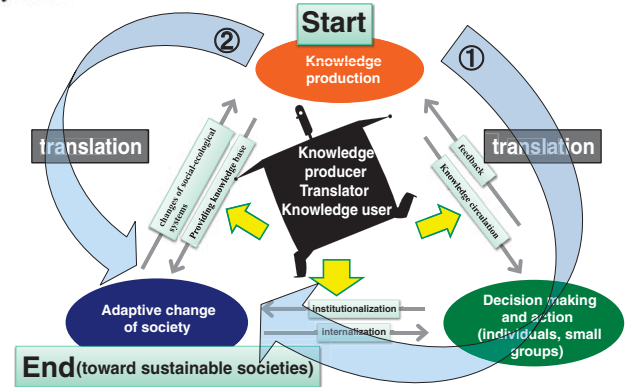 Start
②
①
Knowledge
production
translation
translation
changes of social-ecological
systems
Providing knowledge base
Knowledge
producer
Translator
Knowledge user
feedback
Knowledge circulation
Adaptive change
of society
institutionalization
internalization
Decision making
and action
(individuals, small
groups)
End(toward sustainable societies)